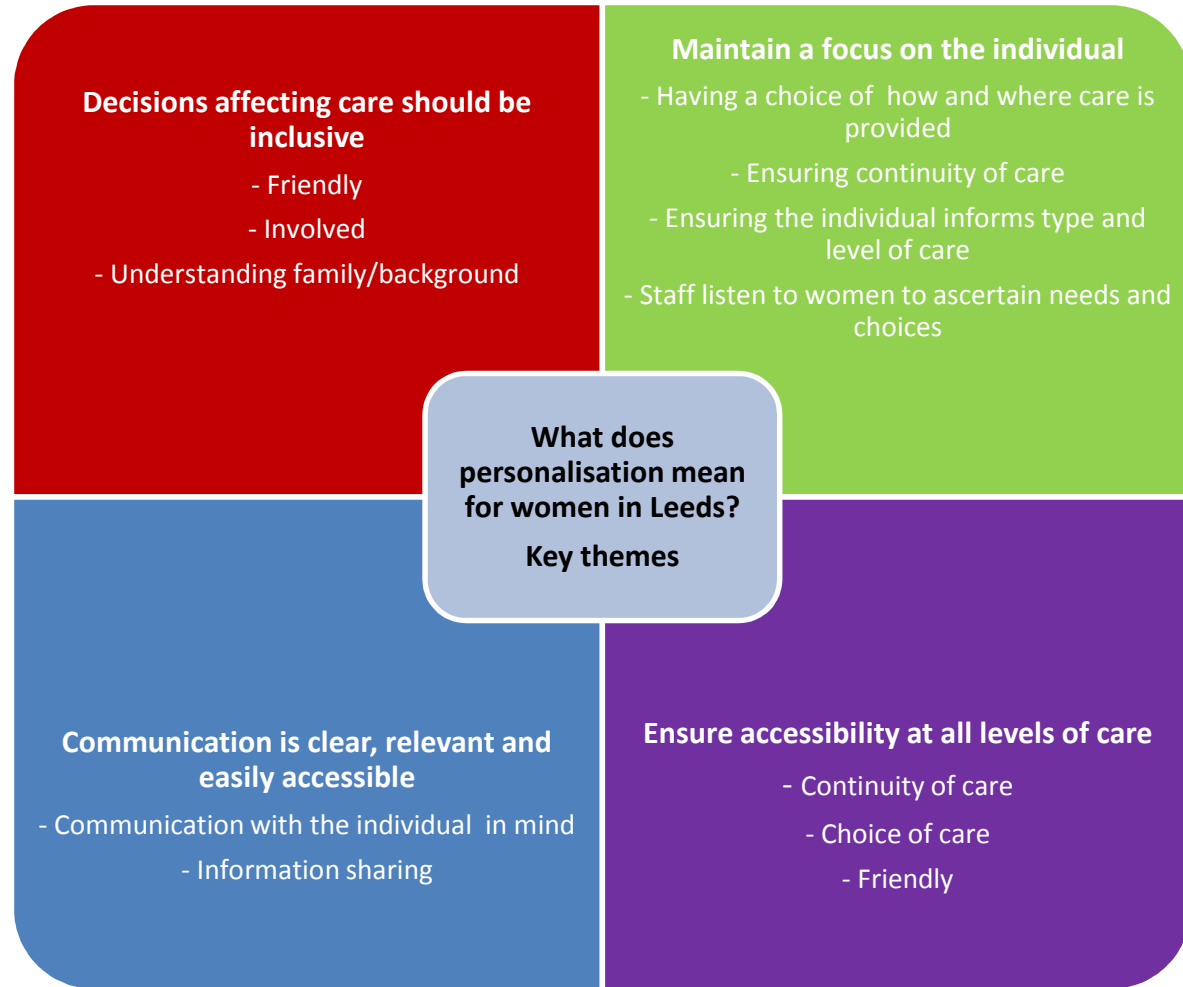 Decisions affecting care should be
inclusive
- Friendly
- Involved
- Understanding family/background
Maintain a focus on the individual
- Having a choice of  how and where care is
provided
- Ensuring continuity of care
- Ensuring the individual informs type and
level of care
- Staff listen to women to ascertain needs and
choices
What does
personalisation mean
for women in Leeds?
Key themes
Communication is clear, relevant and
easily accessible
- Communication with the individual  in mind
- Information sharing
Ensure accessibility at all levels of care
- Continuity of care
- Choice of care
- Friendly